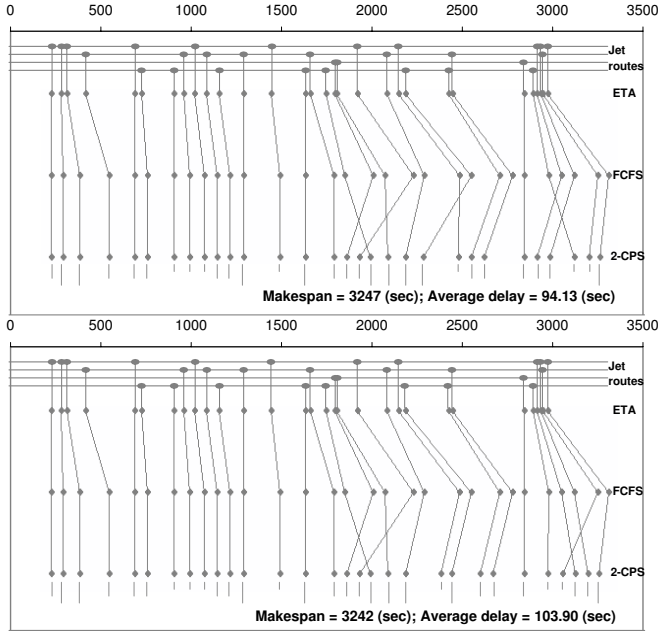 0 500 1000 1500 2000 2500 3000 3500
Jet
routes
ETA
FCFS
2-CPS
Makespan = 3247 (sec); Average delay = 94.13 (sec)
0 500 1000 1500 2000 2500 3000 3500
Jet
routes
ETA
FCFS
2-CPS
Makespan = 3242 (sec); Average delay = 103.90 (sec)